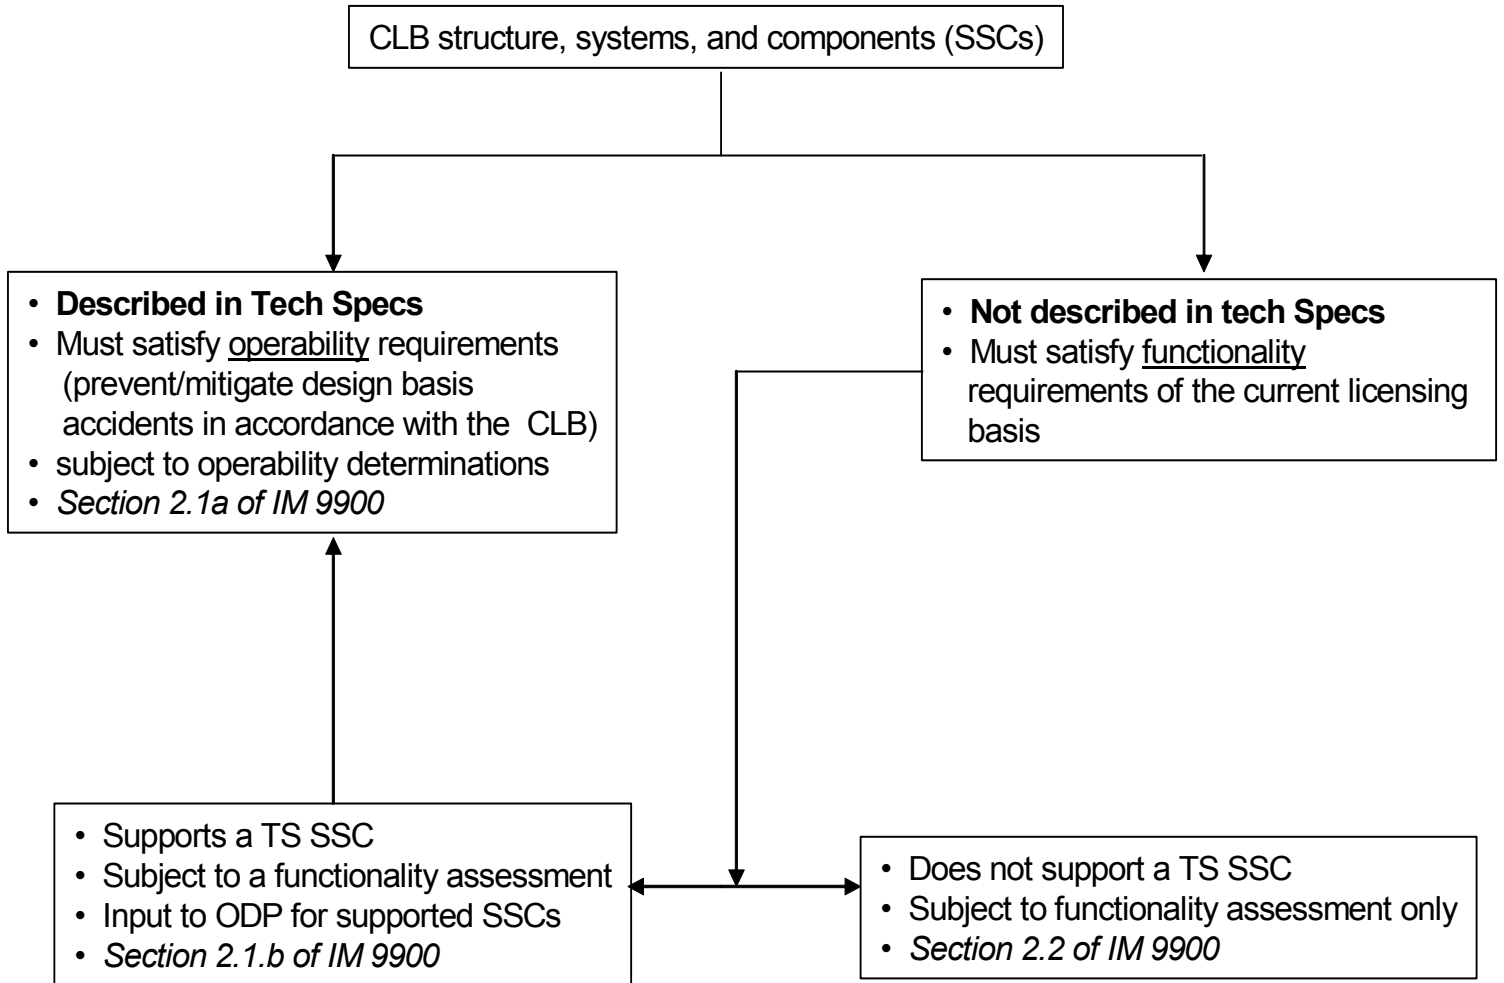 CLB structure, systems, and components (SSCs)
• Described in Tech Specs
• Must satisfy operability requirements
(prevent/mitigate design basis
accidents in accordance with the CLB)
• subject to operability determinations
• Section 2.1a of IM 9900
• Not described in tech Specs
• Must satisfy functionality
requirements of the current licensing
basis
• Supports a TS SSC
• Subject to a functionality assessment
• Input to ODP for supported SSCs
• Section 2.1.b of IM 9900
• Does not support a TS SSC
• Subject to functionality assessment only
• Section 2.2 of IM 9900